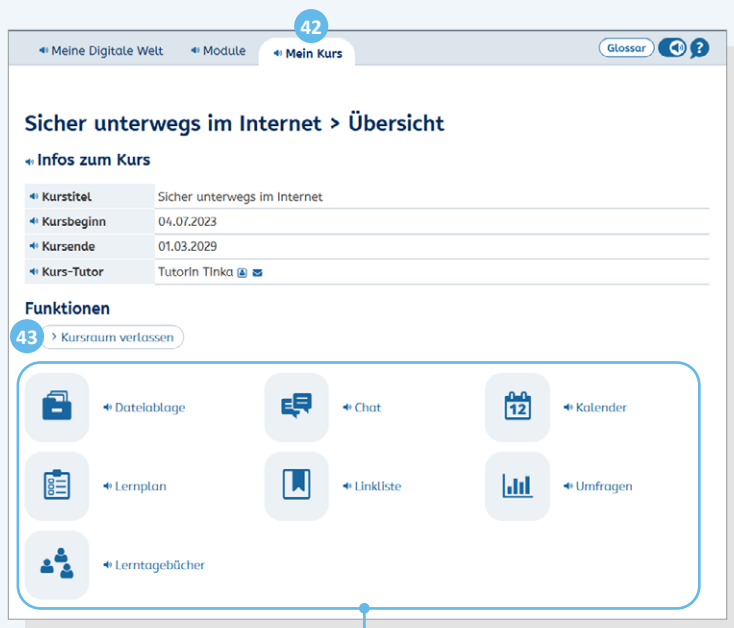 42
Meine Digitale Welt Module Mein Kurs Glossar ?
Sicher unterwegs im Internet > Übersicht
Infos zum Kurs
Kurstitel Sicher unterwegs im Internet
Kursbeginn 04.07.2023
Kursende 01.03.2029
Kurs-Tutor TutorIn TInka
Funktionen
43 > Kursraum verlassen
Dateiablage Chat 12 Kalender
Lernplan Linkliste Umfragen
Lerntagebücher